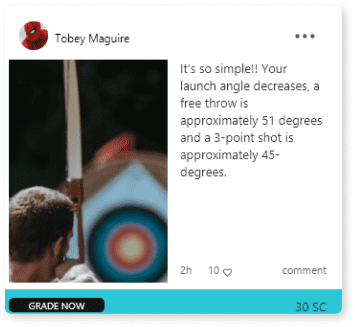 Tobey Maguire
It's so simple!! Your
launch angle decreases, a
free throw is
approximately 51 degrees
and a 3-point shot is
approximately 45-
degrees.
2h 10 comment
GRADE NOW 30 SC